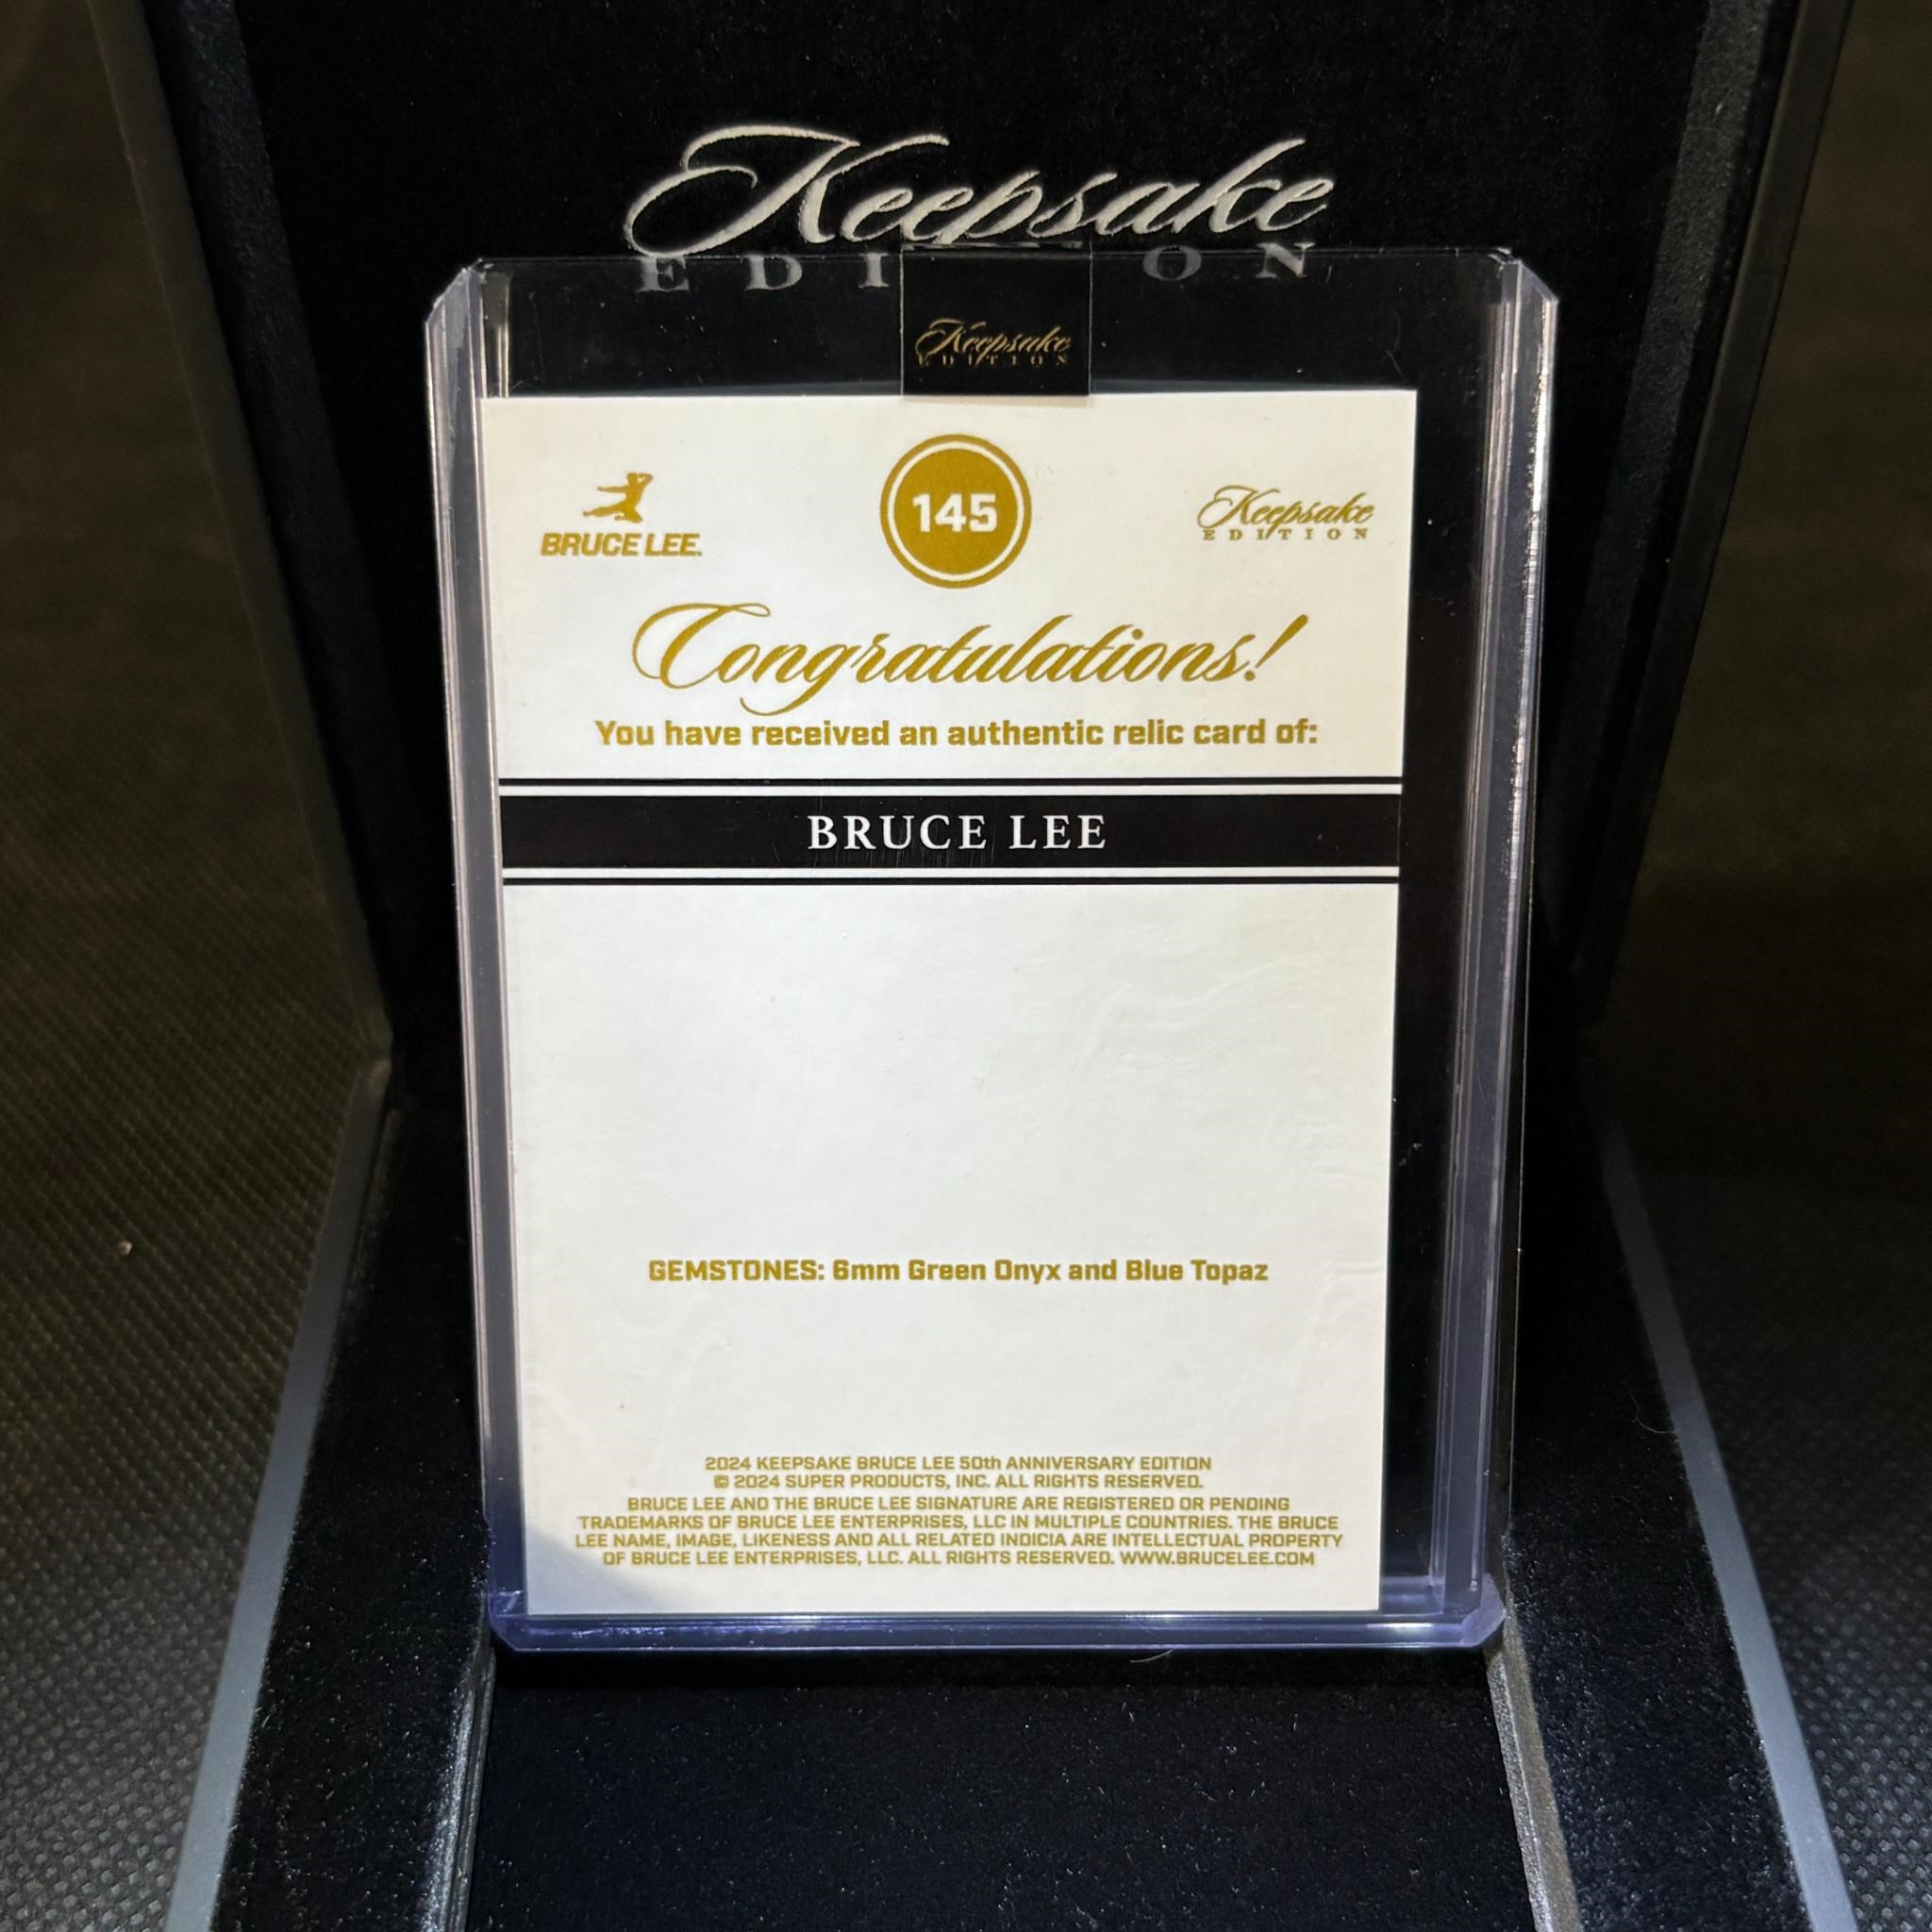 Keepsake
EDI ON
Keepsake
EDITION
BRUCE LEE.
145
Keepsake
EDITION
Congratulations!
You have received an authentic relic card of:
BRUCE LEE
GEMSTONES: 6mm Green Onyx and Blue Topaz
2024 KEEPSAKE BRUCE LEE 50th ANNIVERSARY EDITION
© 2024 SUPER PRODUCTS, INC. ALL RIGHTS RESERVED.
BRUCE LEE AND THE BRUCE LEE SIGNATURE ARE REGISTERED OR PENDING
TRADEMARKS OF BRUCE LEE ENTERPRISES, LLC IN MULTIPLE COUNTRIES. THE BRUCE
LEE NAME, IMAGE, LIKENESS AND ALL RELATED INDICIA ARE INTELLECTUAL PROPERTY
OF BRUCE LEE ENTERPRISES, LLC. ALL RIGHTS RESERVED. WWW.BRUCELEE.COM